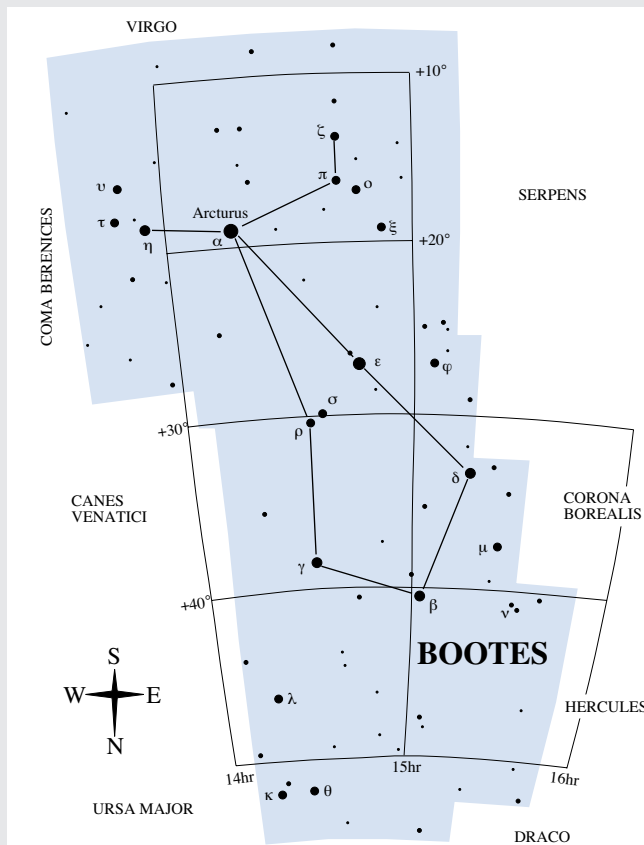 VIRGO
+10°
ζ
π
ο
SERPENS
υ
Arcturus
τ
η
α
ξ
+20°
COMA BERENICES
ε
φ
σ
+30°
ρ
δ
CANES
VENATICI
CORONA
BOREALIS
γ
μ
+40°
β
ν
BOOTES
S
W
E
N
λ
HERCULES
14hr
15hr
16hr
κ
θ
URSA MAJOR
DRACO